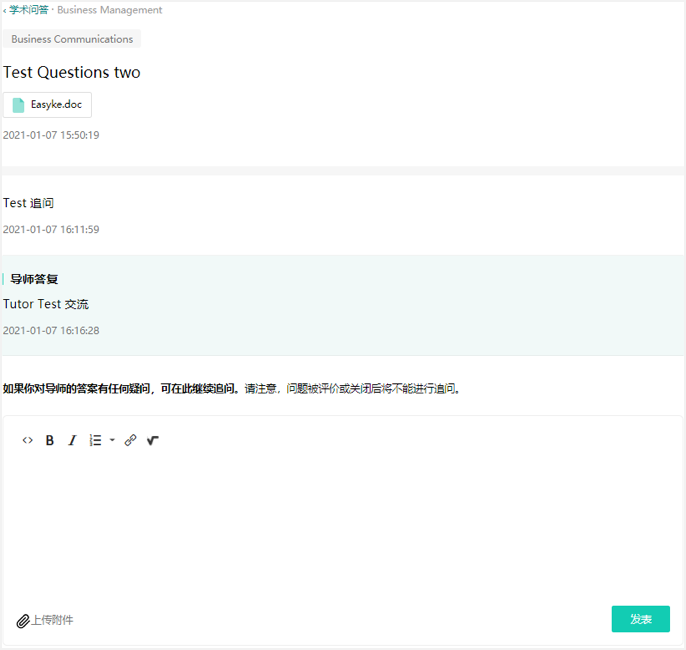 ‹ 学术问答 · Business Management
Business Communications
Test Questions two
Easyke.doc
2021-01-07 15:50:19
Test 追问
2021-01-07 16:11:59
导师答复
Tutor Test 交流
2021-01-07 16:16:28
如果你对导师的答案有任何疑问，可在此继续追问。请注意，问题被评价或关闭后将不能进行追问。
上传附件
发表